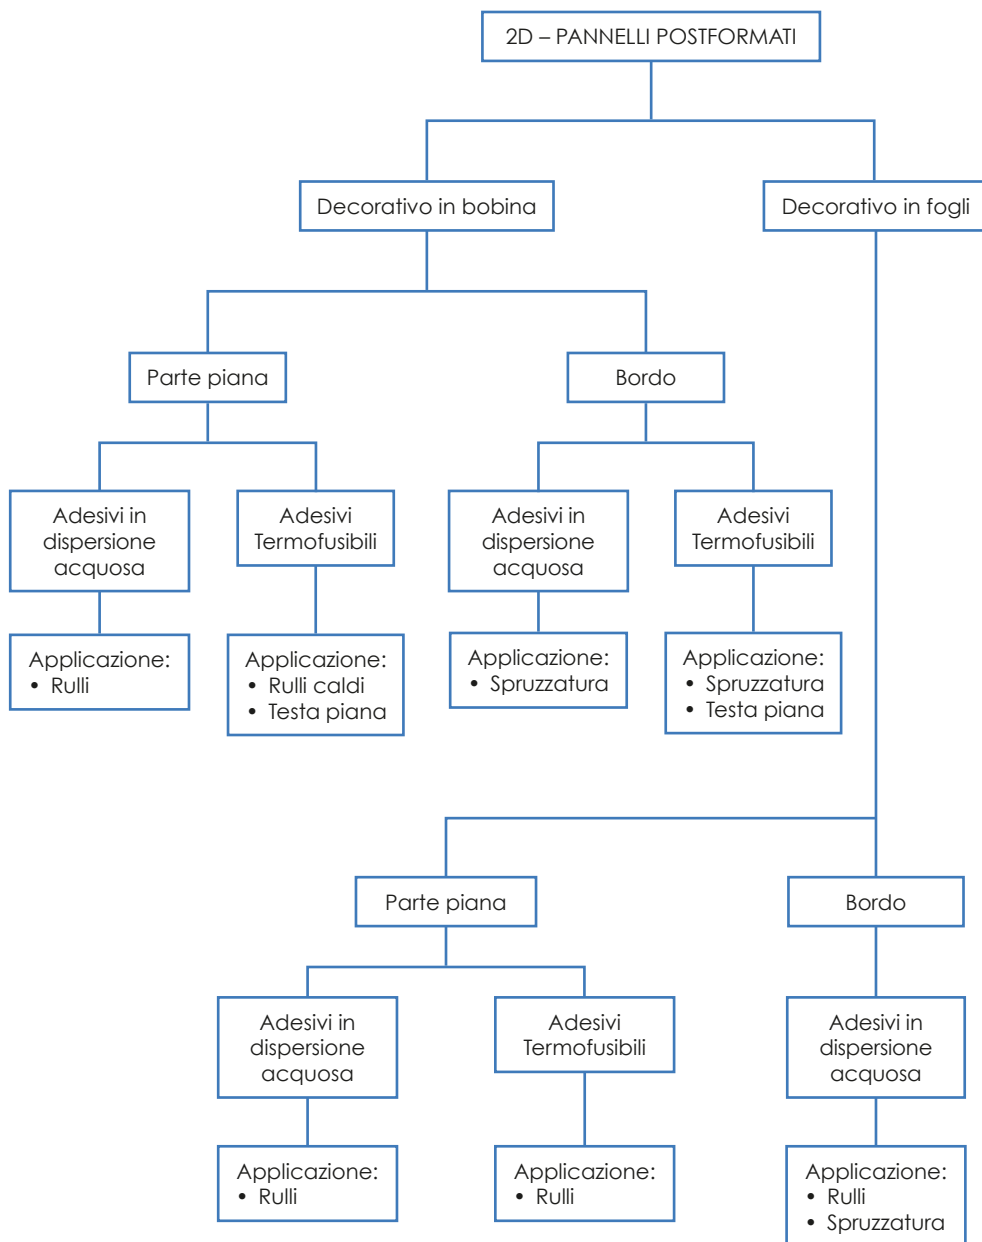 2D – PANNELLI POSTFORMATI
Decorativo in bobina
Decorativo in fogli
Parte piana
Bordo
Adesivi in
dispersione
acquosa
Adesivi
Termofusibili
Adesivi in
dispersione
acquosa
Adesivi
Termofusibili
Applicazione:
• Rulli
Applicazione:
• Rulli caldi
• Testa piana
Applicazione:
• Spruzzatura
Applicazione:
• Spruzzatura
• Testa piana
Parte piana
Bordo
Adesivi in
dispersione
acquosa
Adesivi
Termofusibili
Adesivi in
dispersione
acquosa
Applicazione:
• Rulli
Applicazione:
• Rulli
Applicazione:
• Rulli
• Spruzzatura